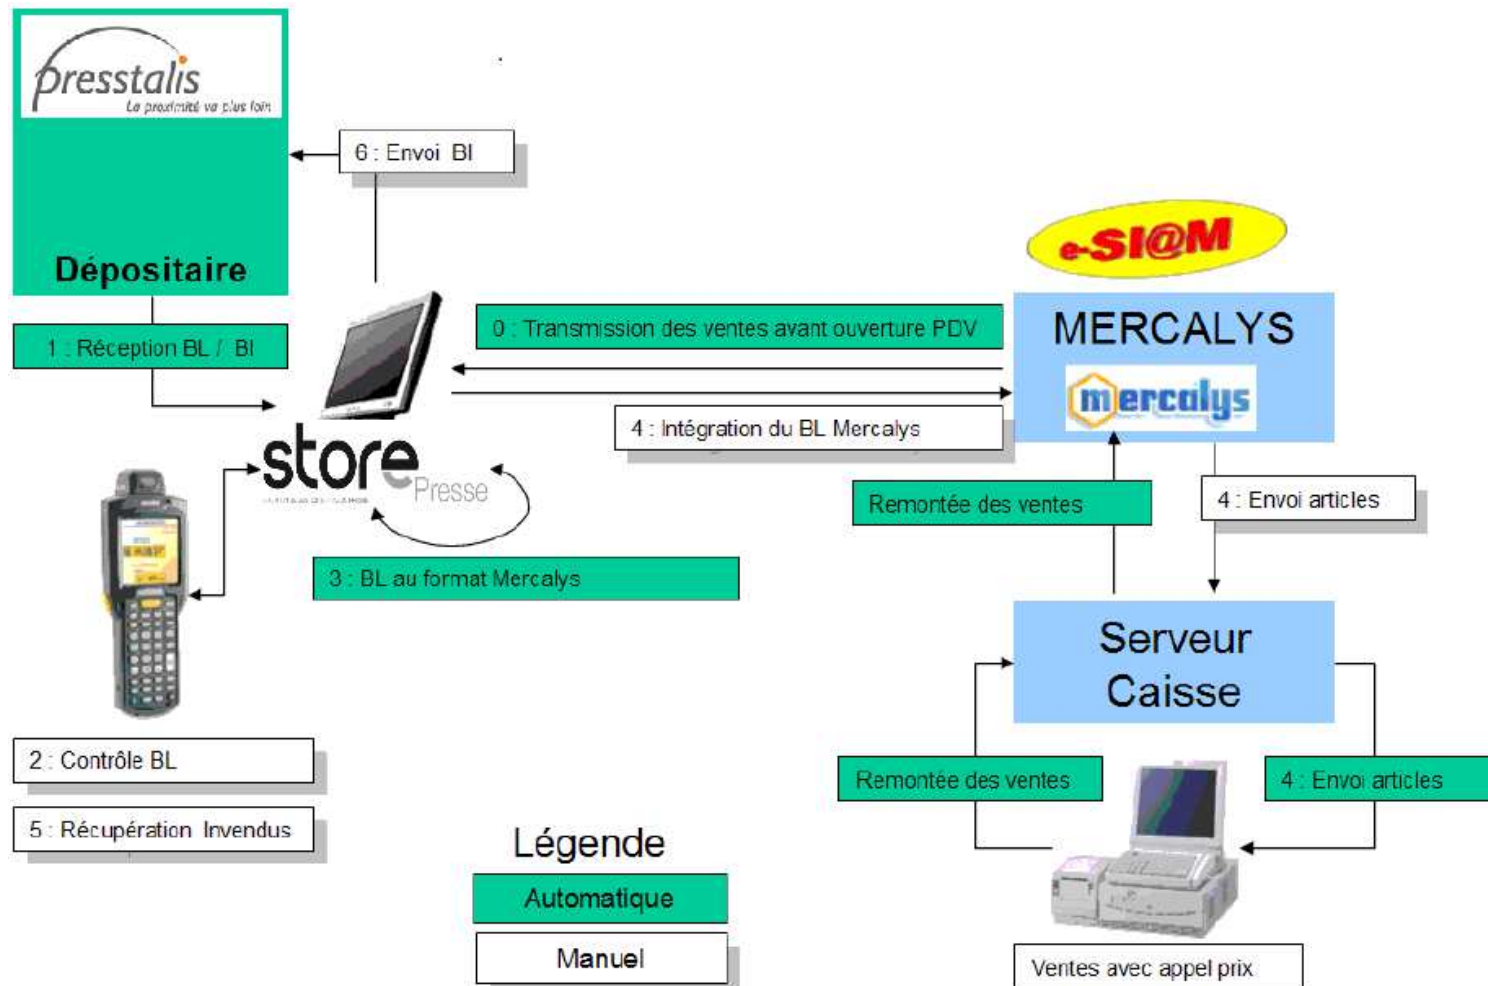 presstalis
La proximité va plus loin
6 : Envoi BI
Dépositaire
1 : Réception BL / BI
e-SI@M
0 : Transmission des ventes avant ouverture PDV
MERCALYS
mercalys
4 : Intégration du BL Mercalys
store
Presse
Remontée des ventes
4 : Envoi articles
3 : BL au format Mercalys
Serveur
Caisse
2 : Contrôle BL
5 : Récupération Invendus
Remontée des ventes
4 : Envoi articles
Légende
Automatique
Manuel
Ventes avec appel prix